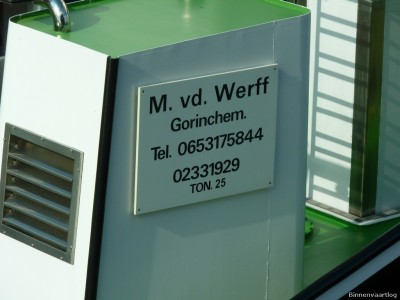 M. vd. Werff
Gorinchem.
Tel. 0653175844
02331929
TON. 25
Binnenvaartlog